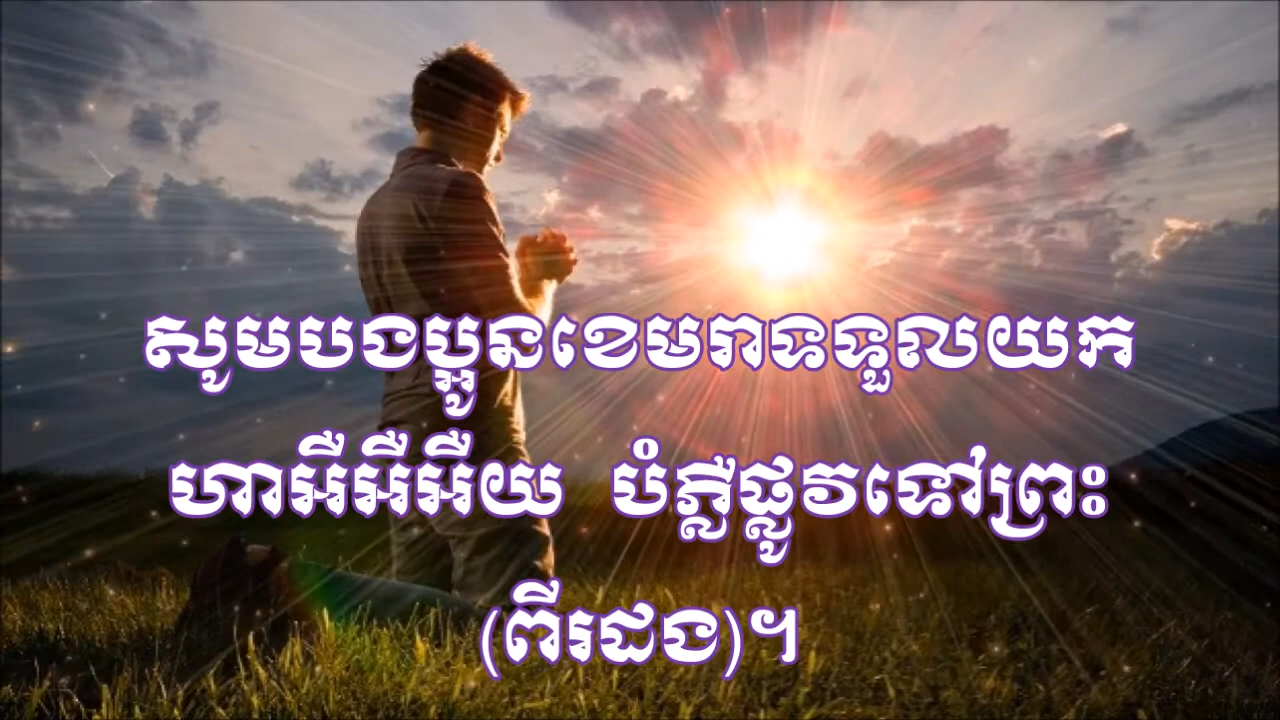 សូមបងប្អូនខេមរាទទួលយក
ហាអឺអឺអឺយ បំភ្លឺផ្លូវទៅព្រះ
(ពីរដង)។